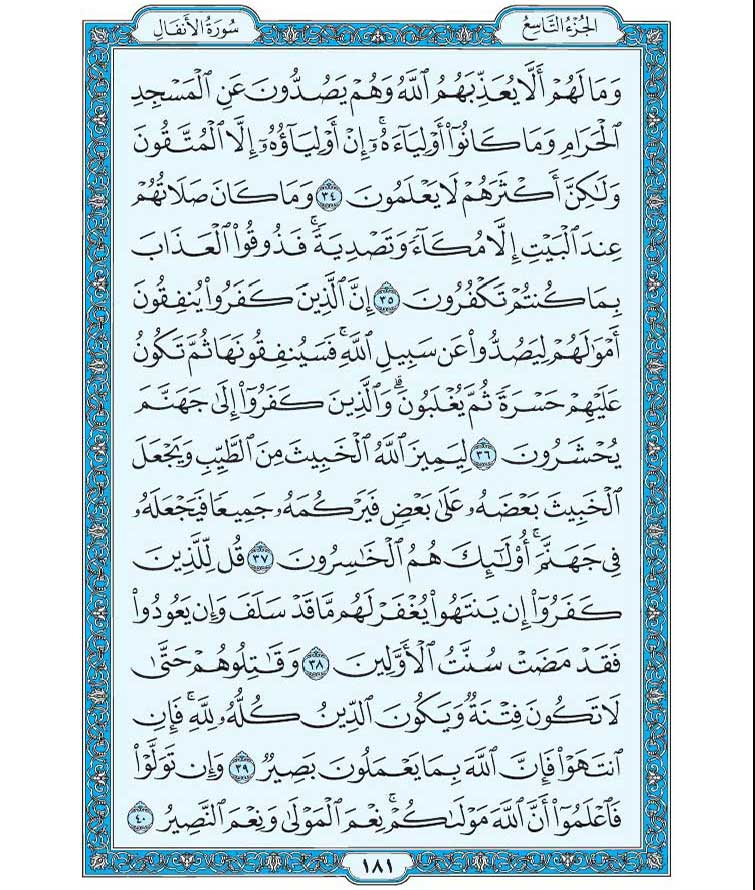 الجُزْءُ التَّاسِعُ
سُورَةُ الأَنفَالِ
وَمَا لَهُمْ أَلَّا يُعَذِّبَهُمُ ٱللَّهُ وَهُمْ يَصُدُّونَ عَنِ ٱلْمَسْجِدِ
ٱلْحَرَامِ وَمَا كَانُوٓا۟ أَوْلِيَآءَهُۥٓ ۚ إِنْ أَوْلِيَآؤُهُۥٓ إِلَّا ٱلْمُتَّقُونَ
وَلَـٰكِنَّ أَكْثَرَهُمْ لَا يَعْلَمُونَ ٣٤ وَمَا كَانَ صَلَاتُهُمْ
عِندَ ٱلْبَيْتِ إِلَّا مُكَآءً وَتَصْدِيَةً ۚ فَذُوقُوا۟ ٱلْعَذَابَ
بِمَا كُنتُمْ تَكْفُرُونَ ٣٥ إِنَّ ٱلَّذِينَ كَفَرُوا۟ يُنفِقُونَ
أَمْوَٰلَهُمْ لِيَصُدُّوا۟ عَن سَبِيلِ ٱللَّهِ ۚ فَسَيُنفِقُونَهَا ثُمَّ تَكُونُ
عَلَيْهِمْ حَسْرَةً ثُمَّ يُغْلَبُونَ ۗ وَٱلَّذِينَ كَفَرُوٓا۟ إِلَىٰ جَهَنَّمَ
يُحْشَرُونَ ٣٦ لِيَمِيزَ ٱللَّهُ ٱلْخَبِيثَ مِنَ ٱلطَّيِّبِ وَيَجْعَلَ
ٱلْخَبِيثَ بَعْضَهُۥ عَلَىٰ بَعْضٍ فَيَرْكُمَهُۥ جَمِيعًا فَيَجْعَلَهُۥ
فِى جَهَنَّمَ ۚ أُو۟لَـٰٓئِكَ هُمُ ٱلْخَـٰسِرُونَ ٣٧ قُل لِّلَّذِينَ
كَفَرُوٓا۟ إِن يَنتَهُوا۟ يُغْفَرْ لَهُم مَّا قَدْ سَلَفَ وَإِن يَعُودُوا۟
فَقَدْ مَضَتْ سُنَّتُ ٱلْأَوَّلِينَ ٣٨ وَقَـٰتِلُوهُمْ حَتَّىٰ
لَا تَكُونَ فِتْنَةٌ وَيَكُونَ ٱلدِّينُ كُلُّهُۥ لِلَّهِ ۚ فَإِنِ
ٱنتَهَوْا۟ فَإِنَّ ٱللَّهَ بِمَا يَعْمَلُونَ بَصِيرٌ ٣٩ وَإِن تَوَلَّوْا۟
فَٱعْلَمُوٓا۟ أَنَّ ٱللَّهَ مَوْلَىٰكُمْ ۚ نِعْمَ ٱلْمَوْلَىٰ وَنِعْمَ ٱلنَّصِيرُ ٤٠
١٨١